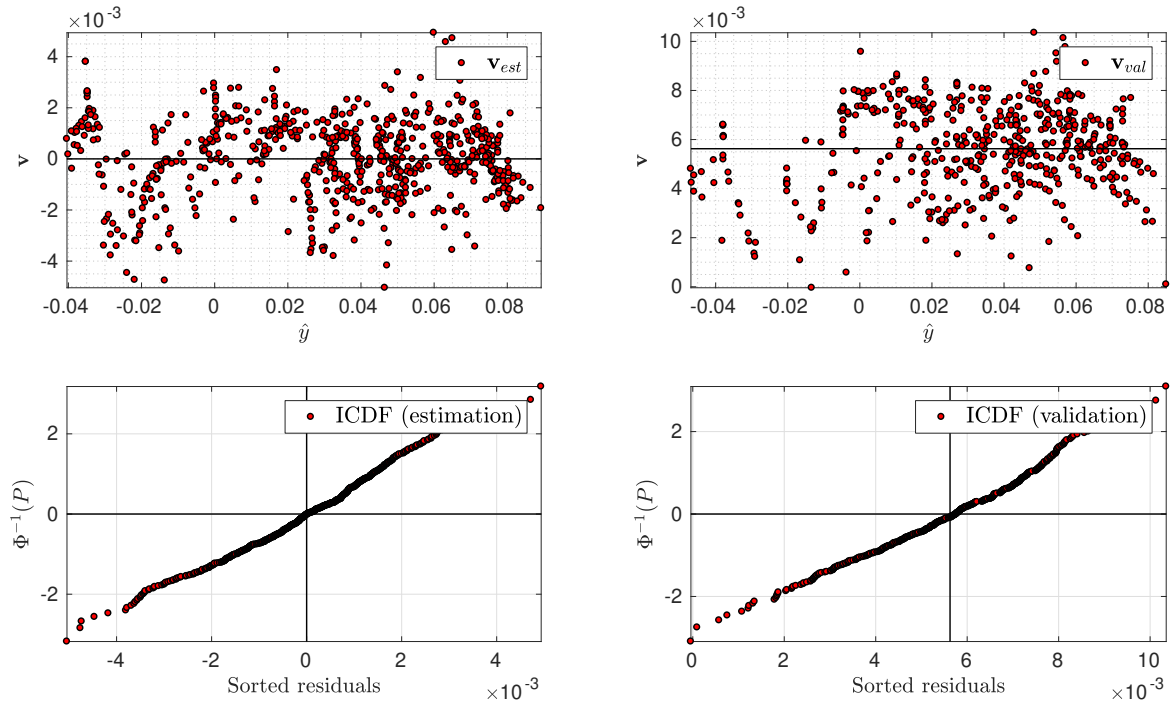 ×10⁻³
4
2
0
-2
-4
v
v_est
-0.04 -0.02 0 0.02 0.04 0.06 0.08
ŷ
×10⁻³
10
8
6
4
2
0
v
v_val
-0.04 -0.02 0 0.02 0.04 0.06 0.08
ŷ
2
0
-2
Φ⁻¹(P)
ICDF (estimation)
-4 -2 0 2 4
Sorted residuals
×10⁻³
2
0
-2
Φ⁻¹(P)
ICDF (validation)
0 2 4 6 8 10
Sorted residuals
×10⁻³